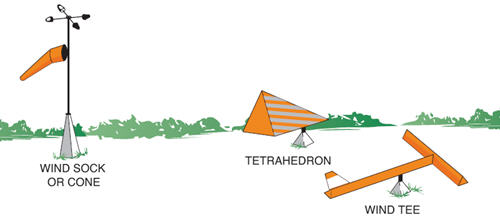 WIND SOCK
OR CONE
TETRAHEDRON
WIND TEE